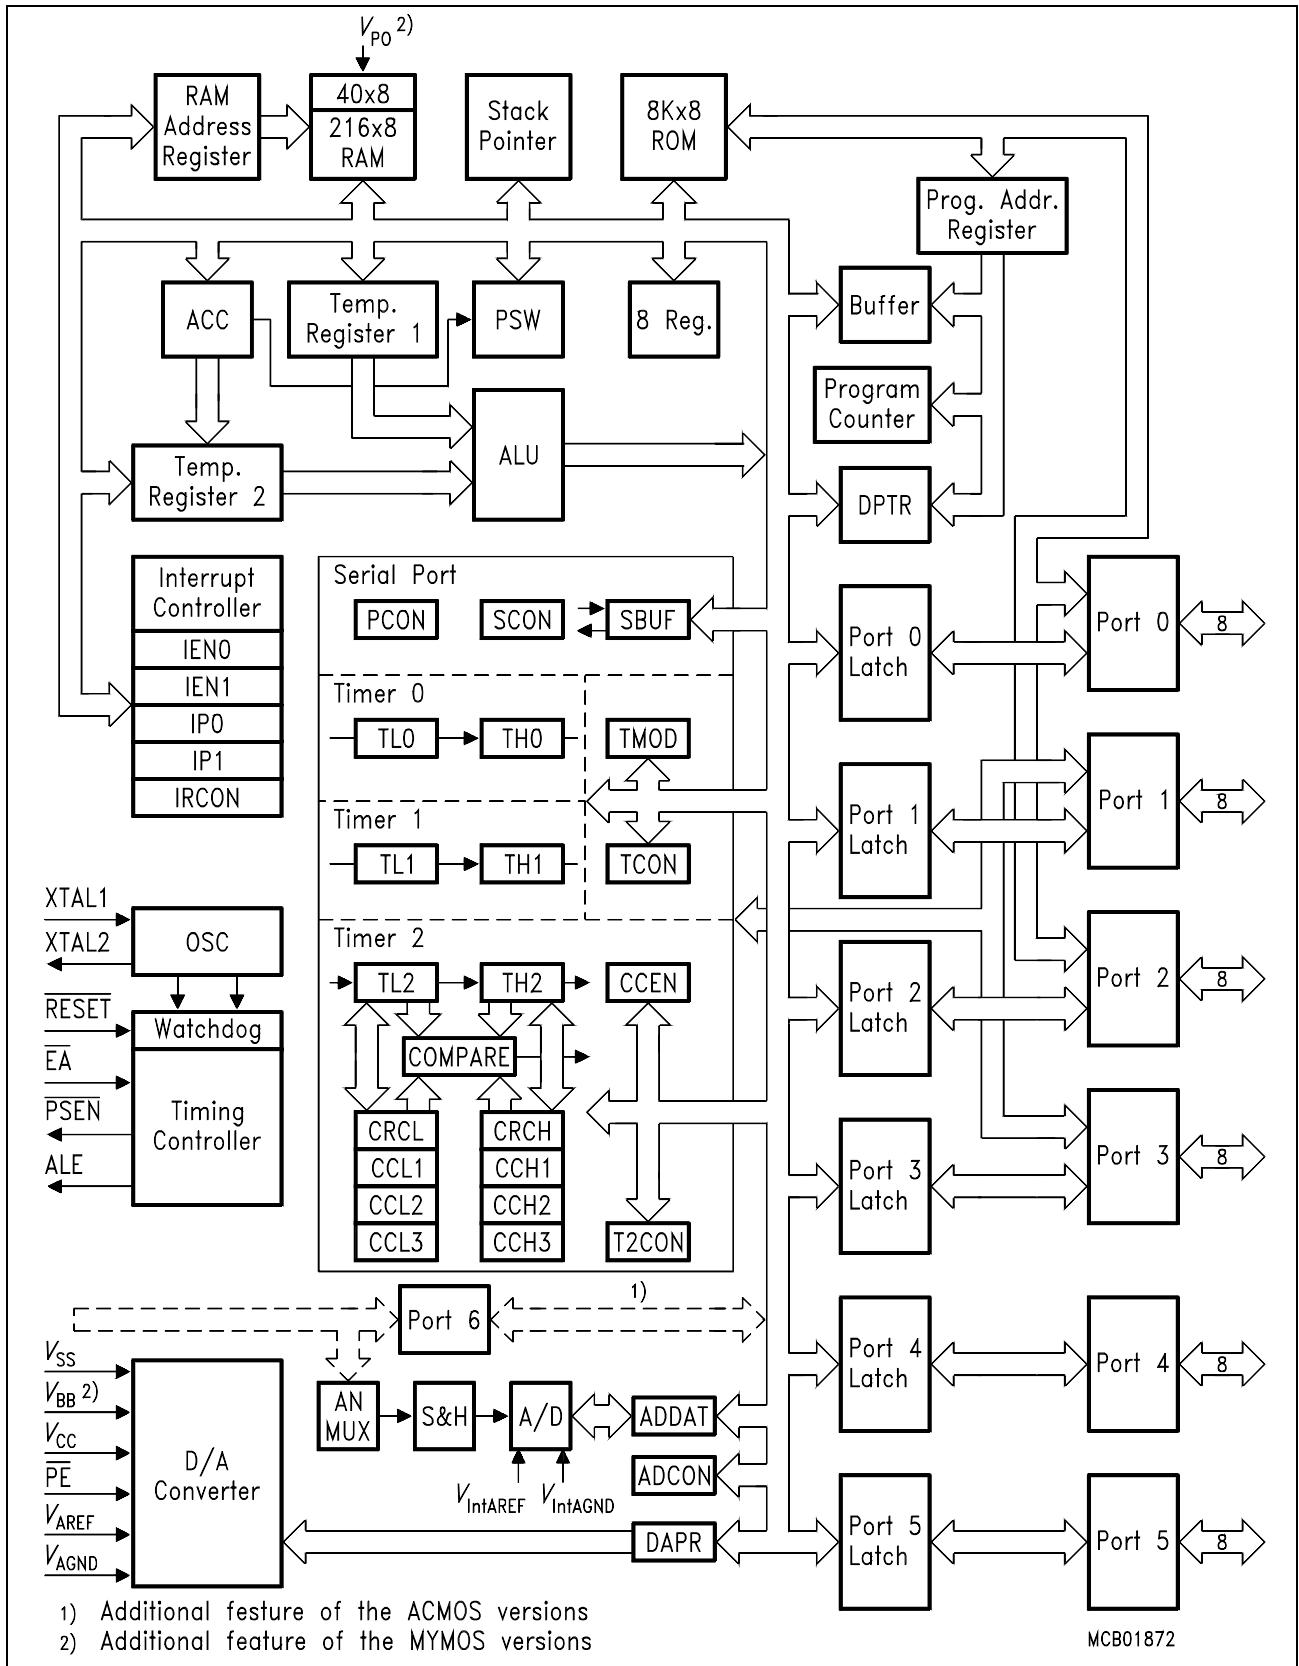 VPO 2)
RAM
Address
Register
40x8
216x8
RAM
Stack
Pointer
8Kx8
ROM
Prog. Addr.
Register
ACC
Temp.
Register 1
PSW
8 Reg.
Buffer
Program
Counter
DPTR
Temp.
Register 2
ALU
Interrupt
Controller
IEN0
IEN1
IP0
IP1
IRCON
Serial Port
PCON
SCON
SBUF
Timer 0
TL0
TH0
TMOD
Timer 1
TL1
TH1
TCON
Timer 2
TL2
TH2
CCEN
COMPARE
CRCL
CCL1
CCL2
CCL3
CRCH
CCH1
CCH2
CCH3
T2CON
Port 0
Latch
Port 0
8
Port 1
Latch
Port 1
8
Port 2
Latch
Port 2
8
Port 3
Latch
Port 3
8
Port 4
Latch
Port 4
8
Port 5
Latch
Port 5
8
XTAL1
XTAL2
OSC
RESET
EA
PSEN
ALE
Watchdog
Timing
Controller
Port 6
1)
VSS
VBB 2)
VCC
PE
VAREF
VAGND
D/A
Converter
AN
MUX
S&H
A/D
ADDAT
ADCON
DAPR
VIntAREF
VIntAGND
1) Additional festure of the ACMOS versions
2) Additional feature of the MYMOS versions
MCB01872